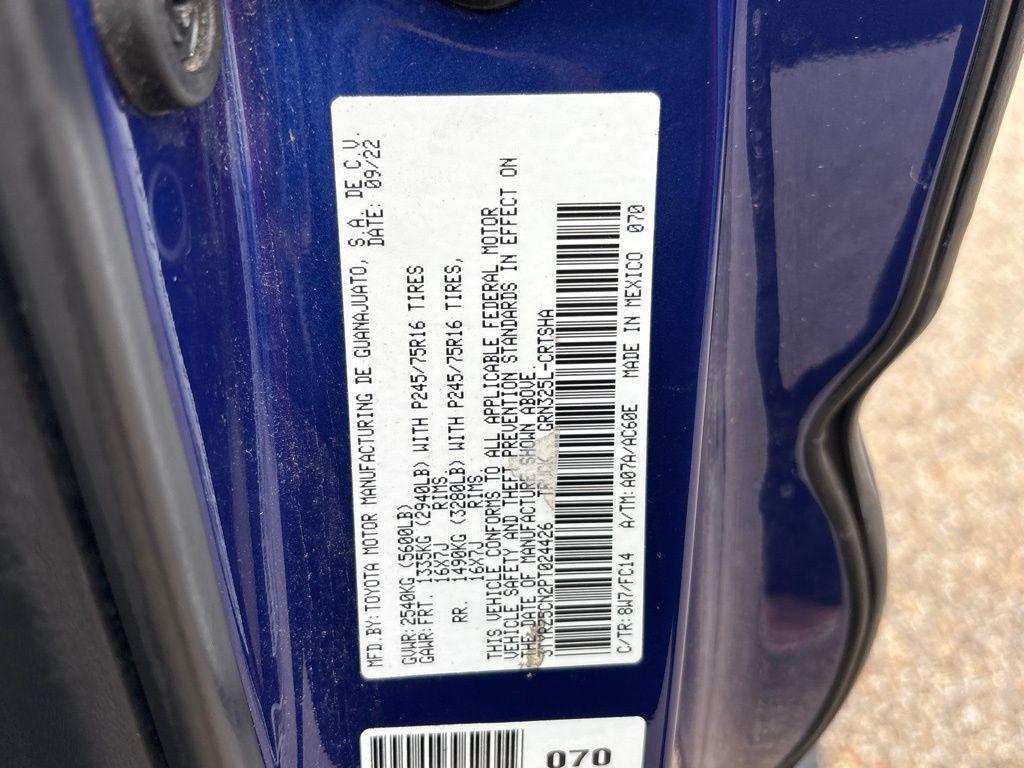 MFD.BY:TOYOTA MOTOR MANUFACTURING DE GUANAJUATO, S.A. DE C.V.
DATE: 09/22
GVWR:2540KG (5600LB)
GAWR:FRT. 1335KG (2940LB) WITH P245/75R16 TIRES
16X7J RIMS
RR. 1490KG (3280LB) WITH P245/75R16 TIRES,
16X7J RIMS
THIS VEHICLE CONFORMS TO ALL APPLICABLE FEDERAL MOTOR
VEHICLE SAFETY AND THEFT PREVENTION STANDARDS IN EFFECT ON
THE DATE OF MANUFACTURE SHOWN ABOVE.
TRUCK GRN325L-CRTSHA
C/TR:8W7/FC14 A/TM:A07A/AC60E MADE IN MEXICO 070
070